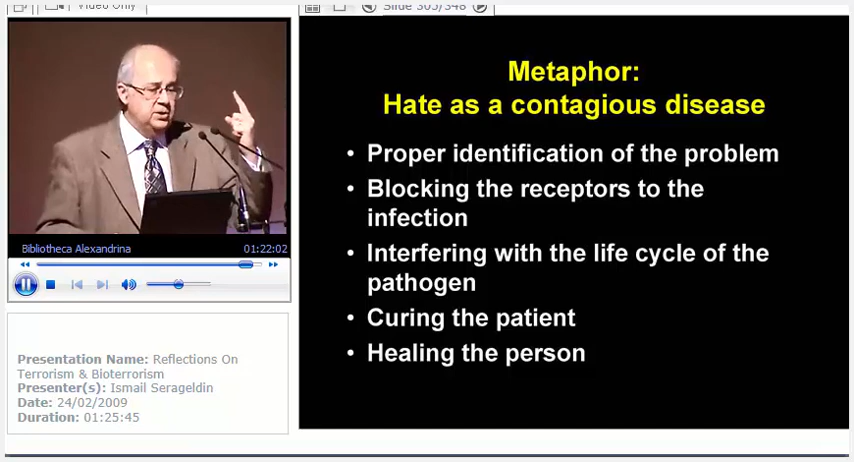 Video Only
Slide 305/348
Metaphor:
Hate as a contagious disease
• Proper identification of the problem
• Blocking the receptors to the
infection
• Interfering with the life cycle of the
pathogen
• Curing the patient
• Healing the person
Bibliotheca Alexandrina 01:22:02
Presentation Name: Reflections On
Terrorism & Bioterrorism
Presenter(s): Ismail Serageldin
Date: 24/02/2009
Duration: 01:25:45